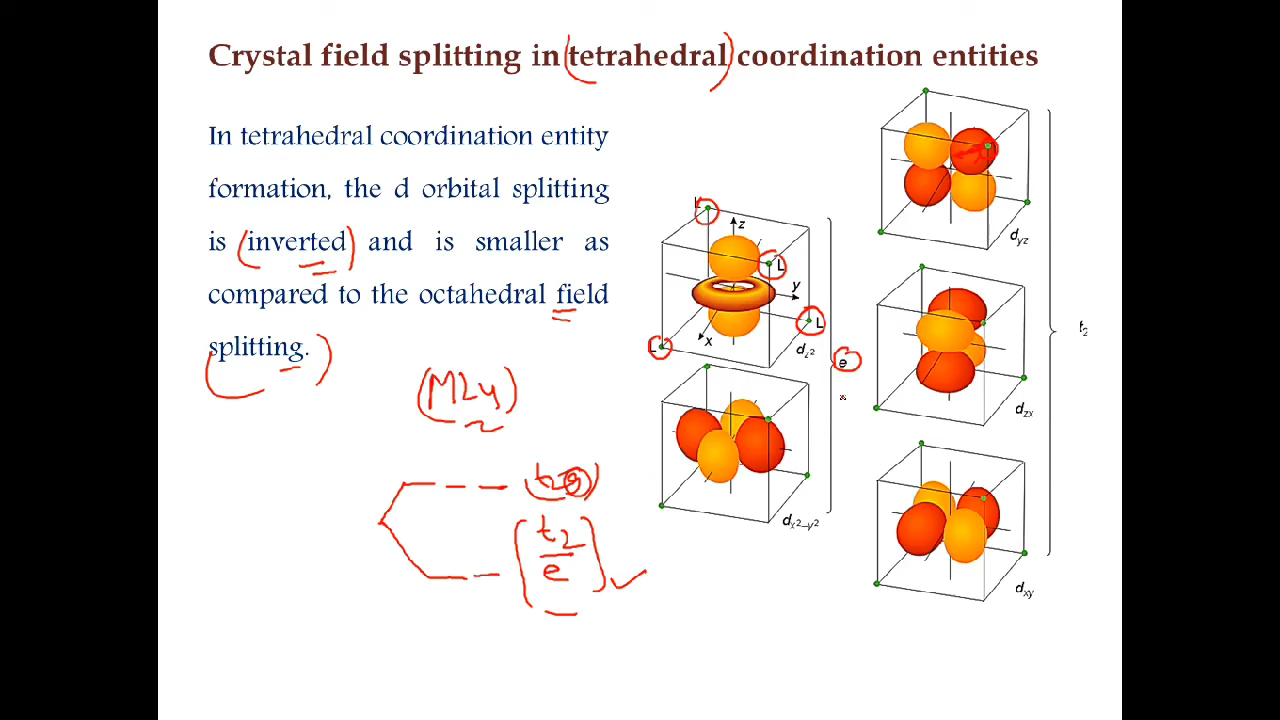 Crystal field splitting in (tetrahedral) coordination entities
In tetrahedral coordination entity
formation, the d orbital splitting
is (inverted) and is smaller as
compared to the octahedral field
splitting.
(ML4)
t2g
t2
e
L
z
L
y
L
L
x
dz2
e
dx2–y2
dyz
t2
dzx
dxy